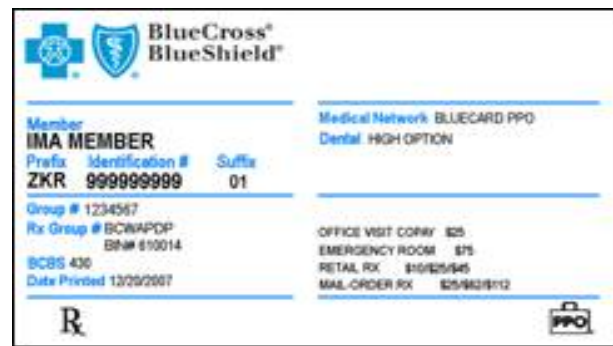 BlueCross®
BlueShield®
Member
IMA MEMBER
Prefix Identification # Suffix
ZKR 999999999 01
Group # 1234567
Rx Group # BCWAPDP
BIN# 610014
BCBS 430
Date Printed 12/20/2007
Medical Network BLUECARD PPO
Dental HIGH OPTION
OFFICE VISIT COPAY $25
EMERGENCY ROOM $75
RETAIL RX $10/$25/$45
MAIL-ORDER RX $25/$62/$112
Rx
PPO